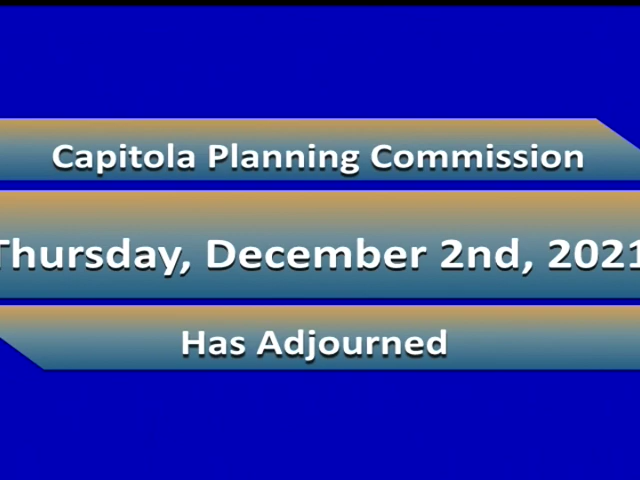 Capitola Planning Commission
Thursday, December 2nd, 2021
Has Adjourned